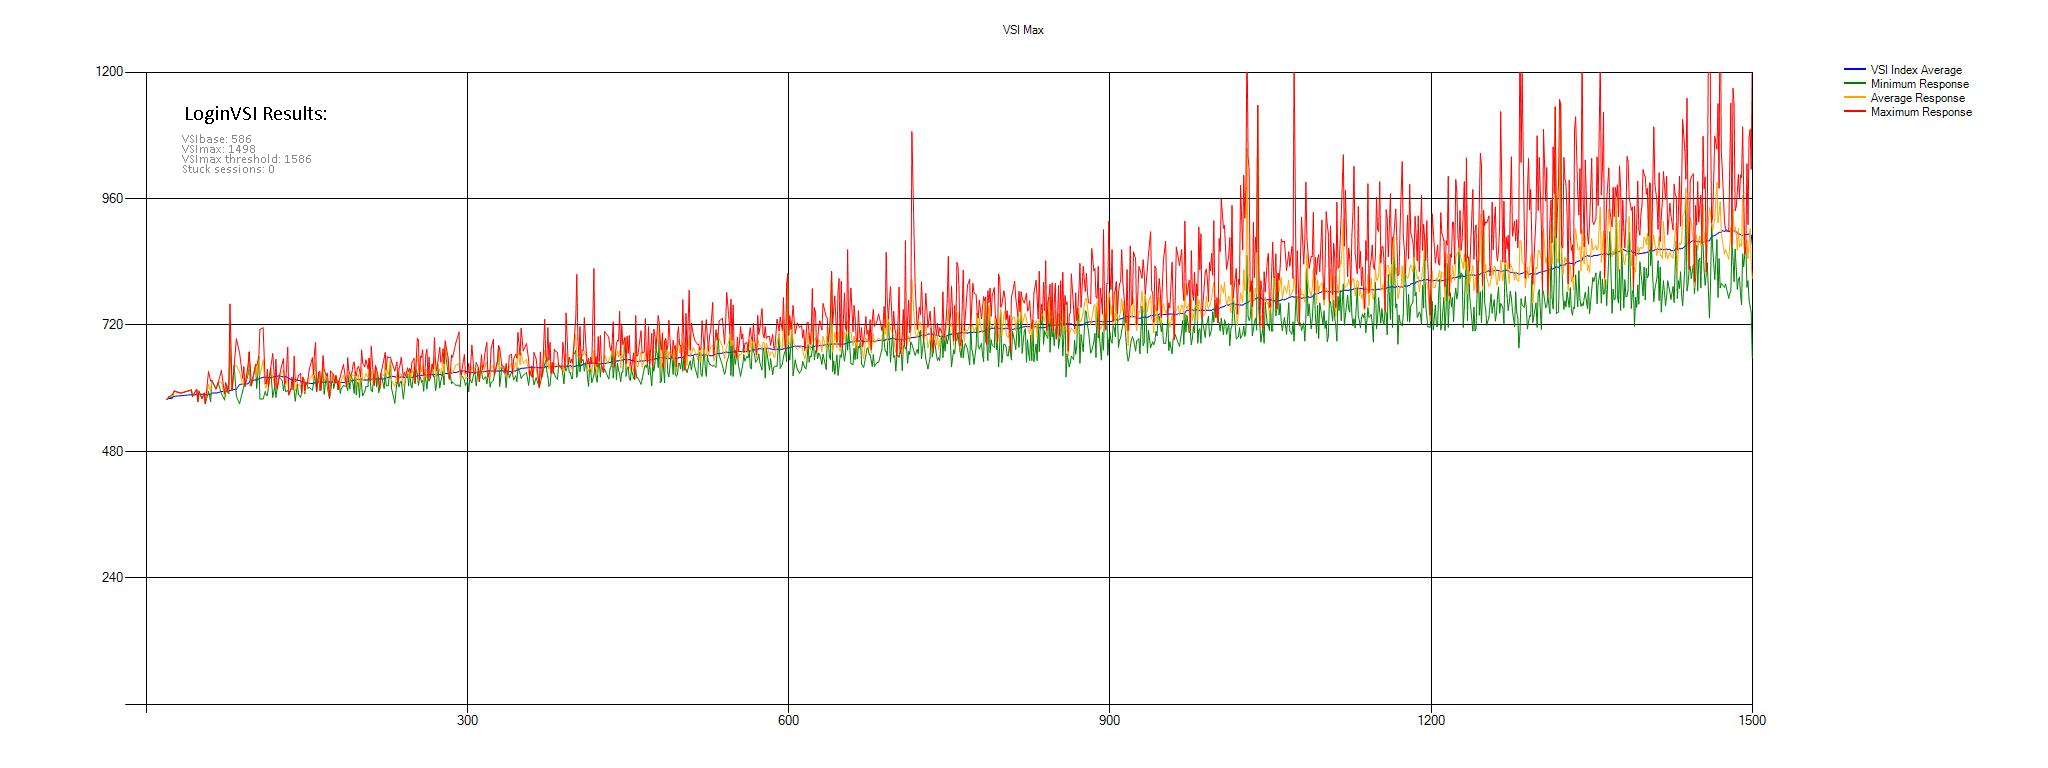 VSI Max
1200
960
720
480
240
300
600
900
1200
1500
LoginVSI Results:
VSIbase: 586
VSImax: 1498
VSImax threshold: 1586
Stuck sessions: 0
VSI Index Average
Minimum Response
Average Response
Maximum Response